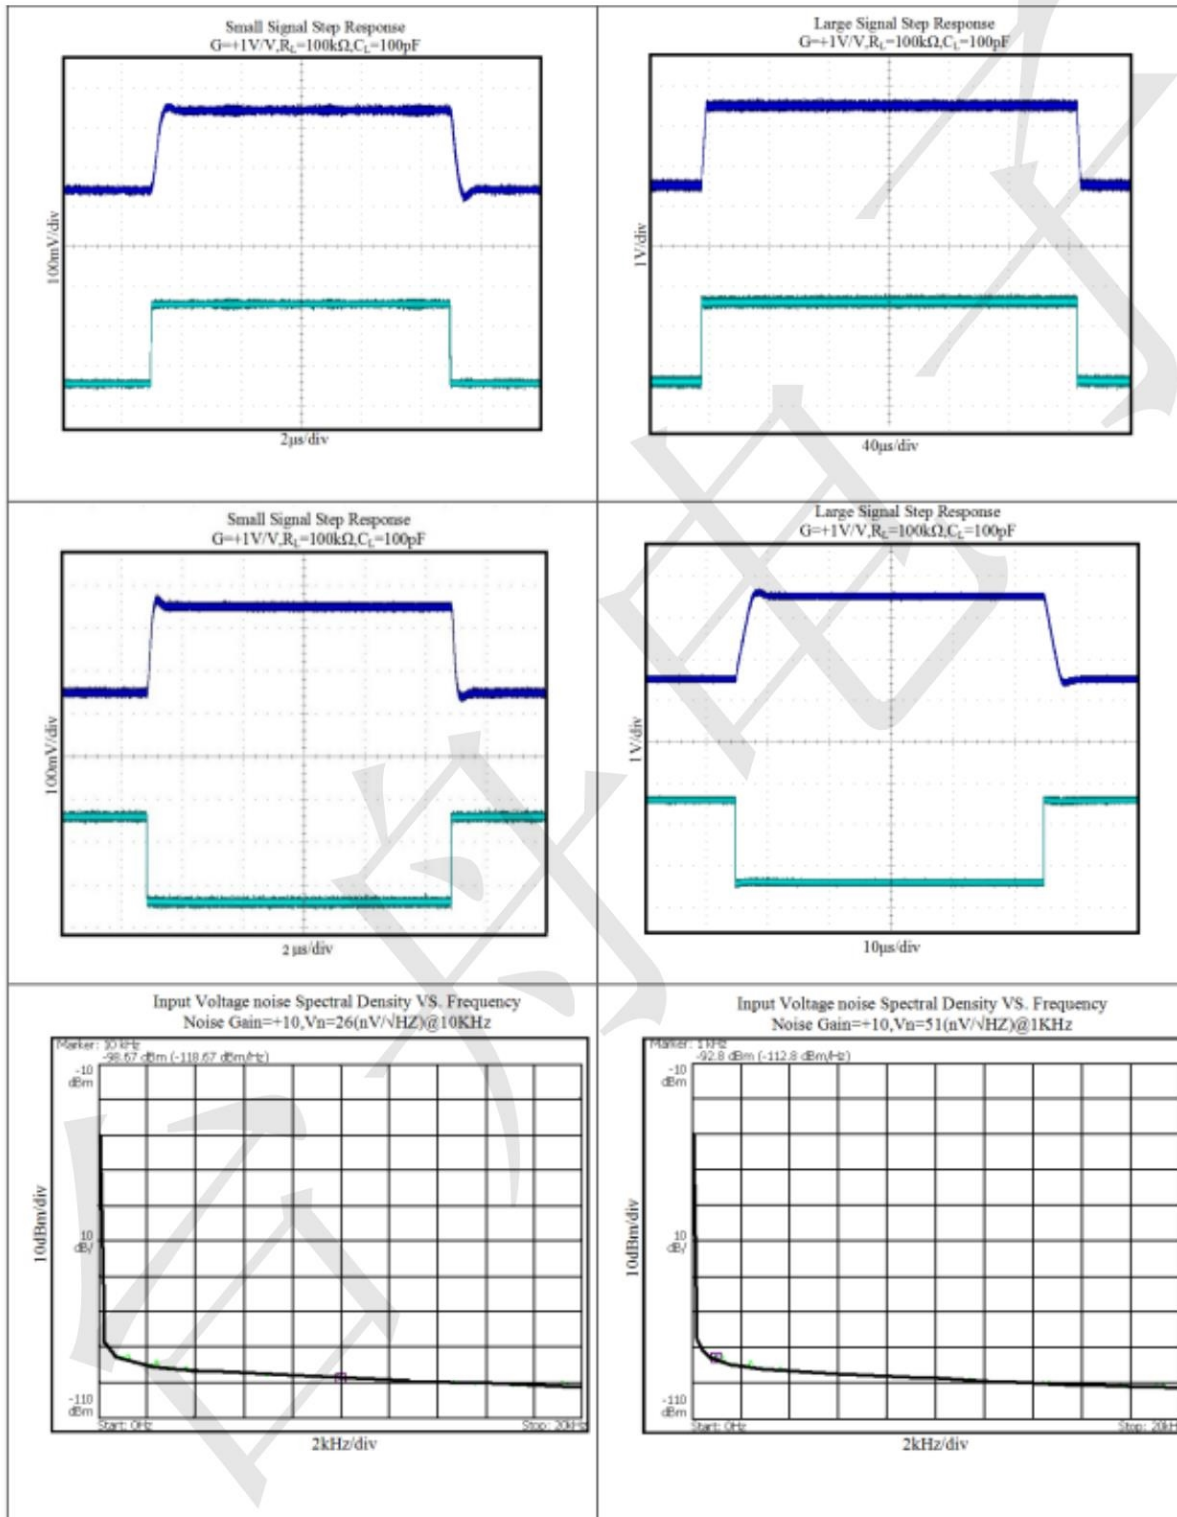 Small Signal Step Response
G=+1V/V,RL=100kΩ,CL=100pF
100mV/div
2μs/div
Large Signal Step Response
G=+1V/V,RL=100kΩ,CL=100pF
1V/div
40μs/div
Small Signal Step Response
G=+1V/V,RL=100kΩ,CL=100pF
100mV/div
2 μs/div
Large Signal Step Response
G=+1V/V,RL=100kΩ,CL=100pF
1 V/div
10μs/div
Input Voltage noise Spectral Density VS. Frequency
Noise Gain=+10,Vn=26(nV/√HZ)@10KHz
Marker: 10 kHz
-98.67 dBm (-118.67 dBm/Hz)
-10
dBm
10
dB/
-110
dBm
Start: 0Hz
Stop: 20kHz
10dBm/div
2kHz/div
Input Voltage noise Spectral Density VS. Frequency
Noise Gain=+10,Vn=51(nV/√HZ)@1KHz
Marker: 1 kHz
-92.8 dBm (-112.8 dBm/Hz)
-10
dBm
10
dB/
-110
dBm
Start: 0Hz
Stop: 20kH
10dBm/div
2kHz/div